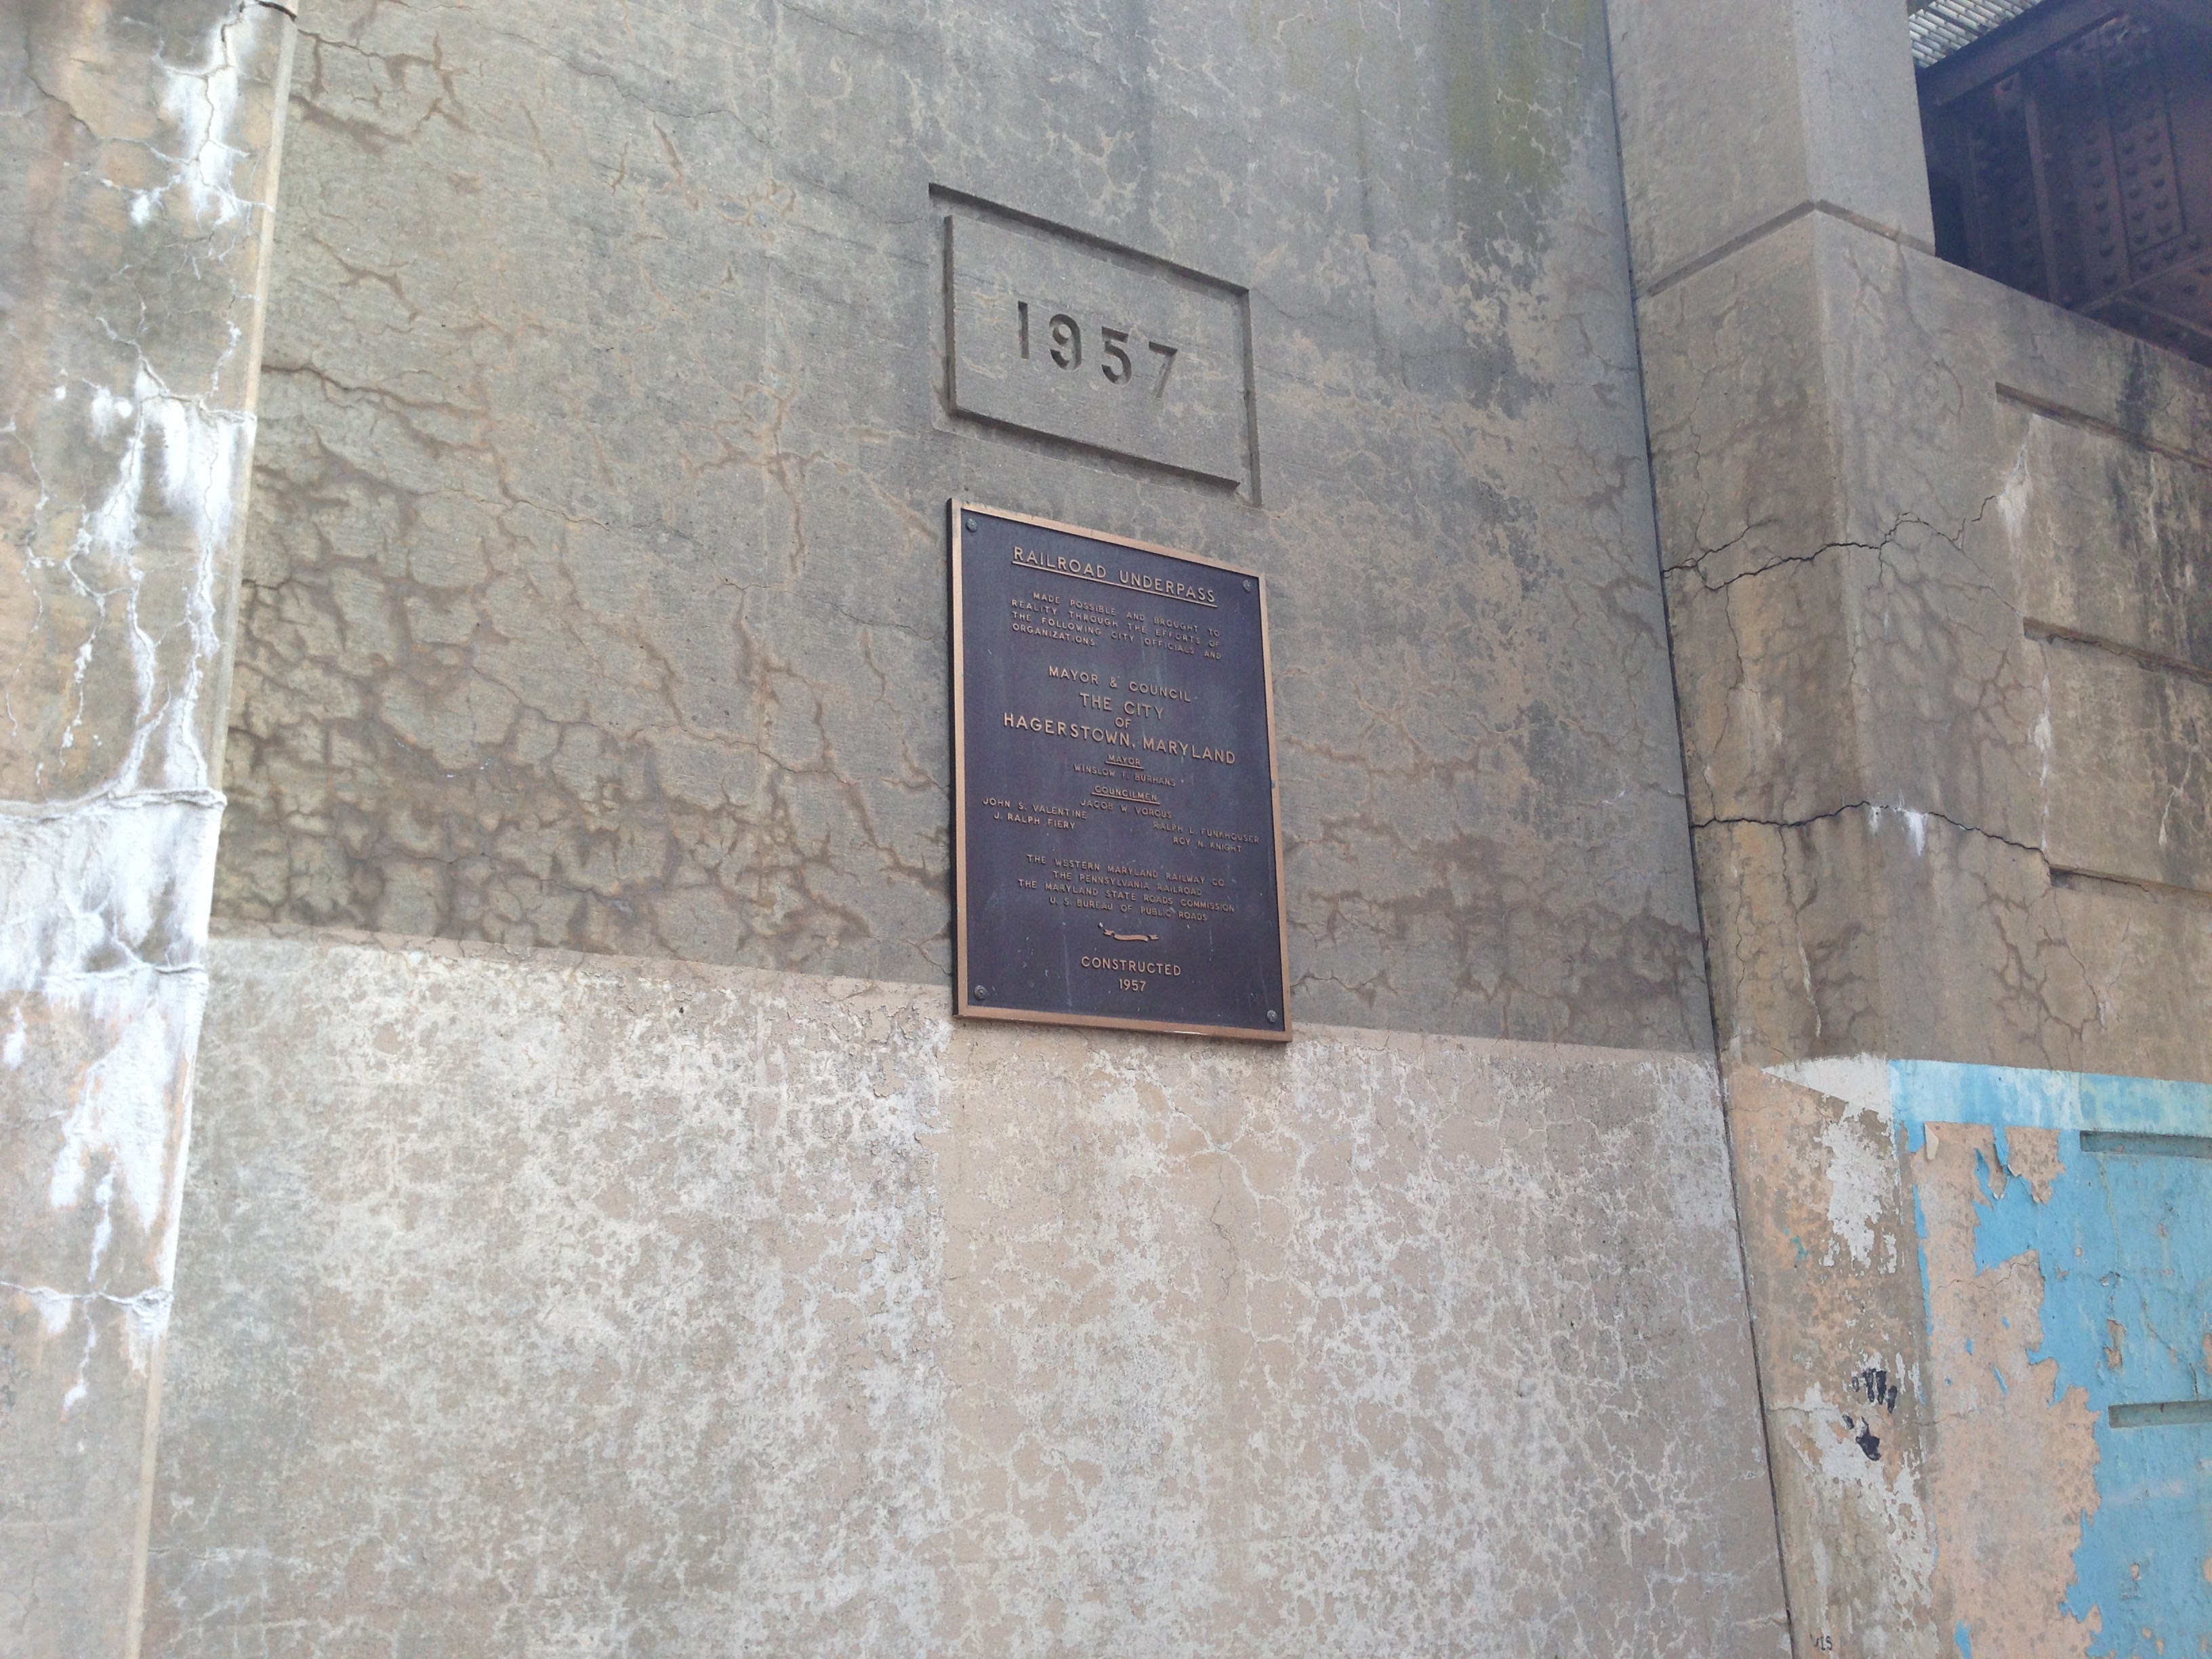 1957
RAILROAD UNDERPASS
MADE POSSIBLE AND BROUGHT TO
REALITY THROUGH THE EFFORTS OF
THE FOLLOWING CITY OFFICIALS AND
ORGANIZATIONS.
MAYOR & COUNCIL
THE CITY
OF
HAGERSTOWN, MARYLAND
MAYOR
WINSLOW F. BURHANS
COUNCILMEN
JOHN S. VALENTINE JACOB W. VOROUS RALPH L. FUNKHOUSER
J. RALPH FIERY ROY N. KNIGHT
THE WESTERN MARYLAND RAILWAY CO.
THE PENNSYLVANIA RAILROAD
THE MARYLAND STATE ROADS COMMISSION
U. S. BUREAU OF PUBLIC ROADS
CONSTRUCTED
1957